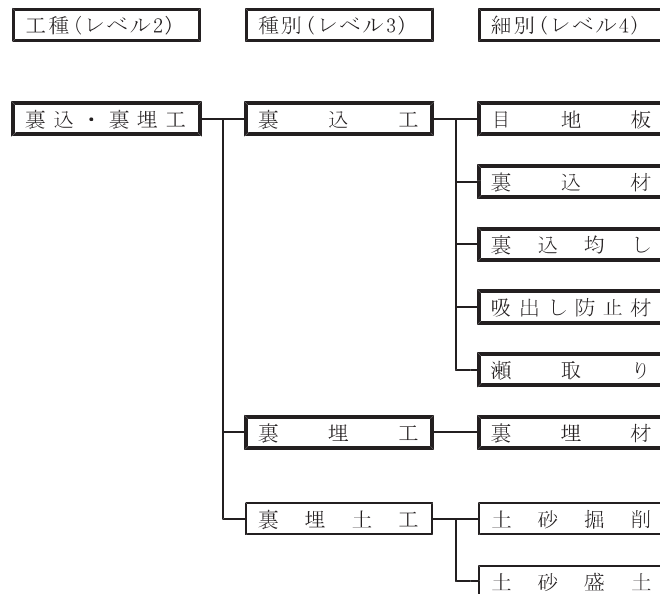 工種(レベル2) 種別(レベル3) 細別(レベル4)
裏込・裏埋工 裏込工 目地板
裏込材
裏込均し
吸出し防止材
瀬取り
裏埋工 裏埋材
裏埋土工 土砂掘削
土砂盛土